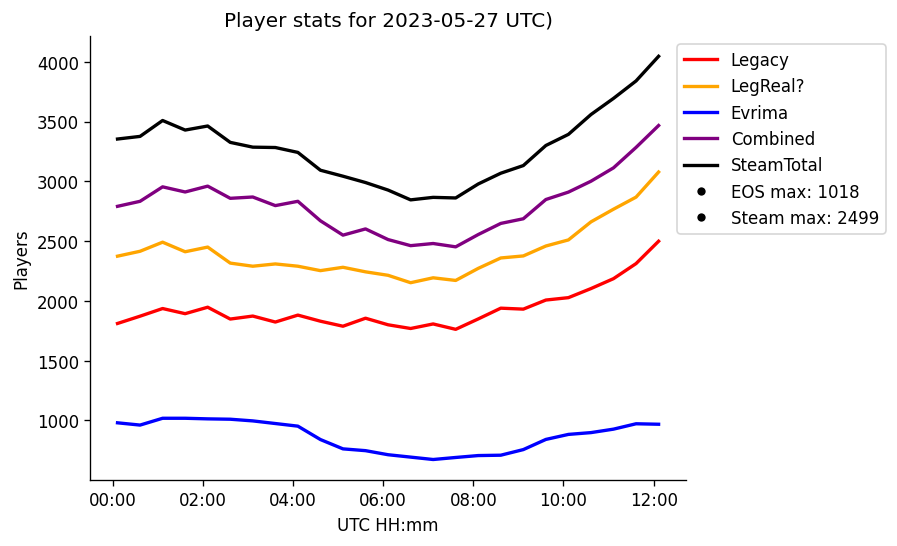 Player stats for 2023-05-27 UTC)
4000
3500
3000
2500
2000
1500
1000
Players
00:00 02:00 04:00 06:00 08:00 10:00 12:00
UTC HH:mm
Legacy
LegReal?
Evrima
Combined
SteamTotal
EOS max: 1018
Steam max: 2499